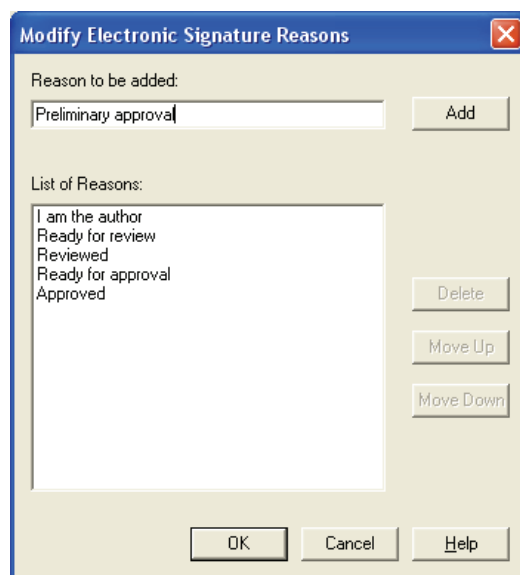 Modify Electronic Signature Reasons
Reason to be added:
Preliminary approval
Add
List of Reasons:
I am the author
Ready for review
Reviewed
Ready for approval
Approved
Delete
Move Up
Move Down
OK
Cancel
Help